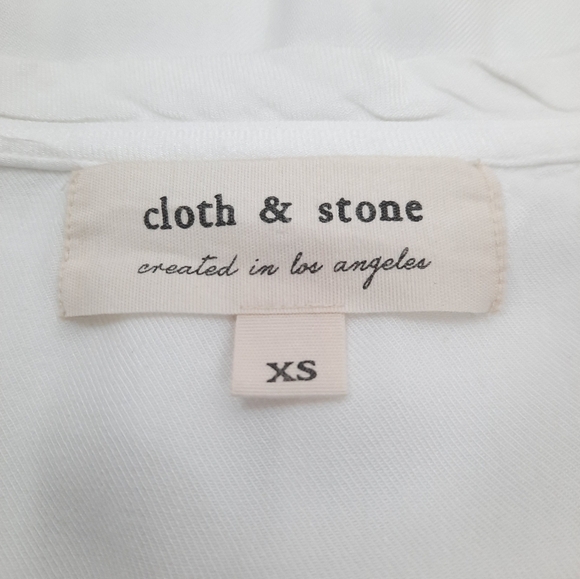 cloth & stone
created in los angeles
XS